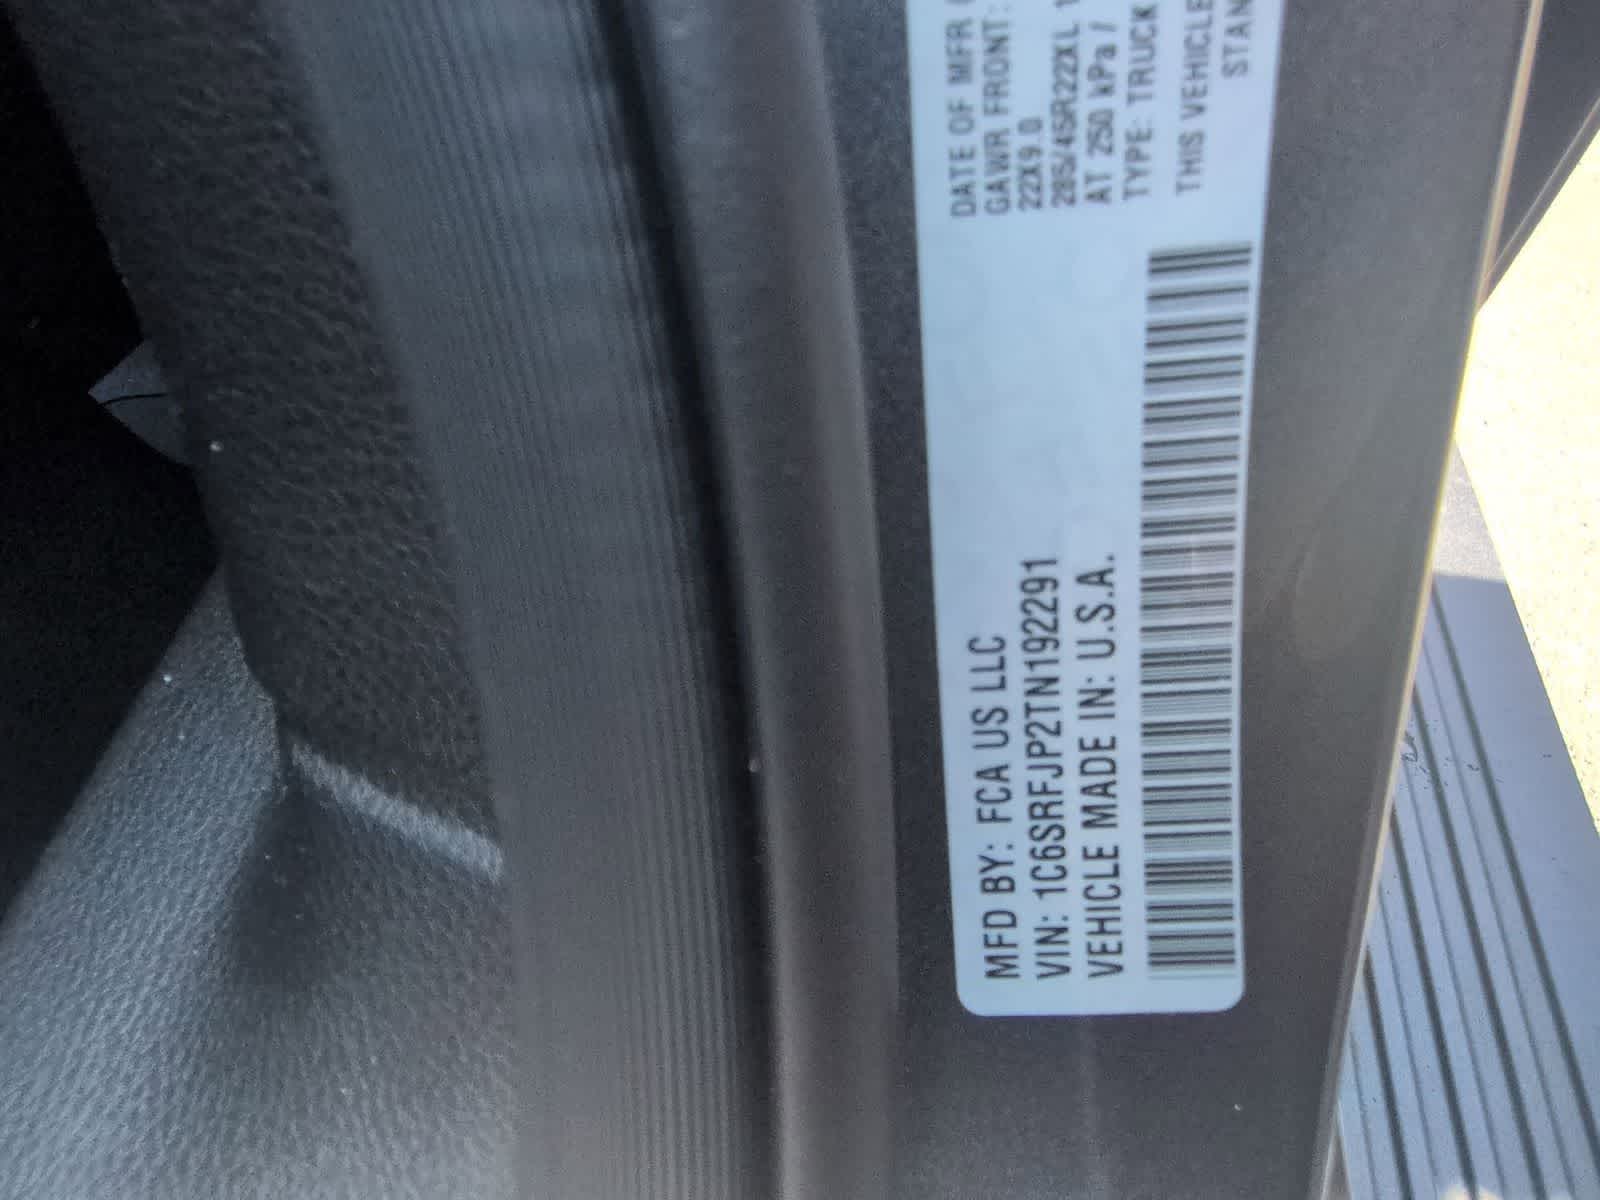 MFD BY: FCA US LLC
VIN: 1C6SRFJP2TN192291
VEHICLE MADE IN: U.S.A.
DATE OF MFR
GAWR FRONT:
22X9.0
285/45R22XL 1
AT 250 kPa /
TYPE: TRUCK
THIS VEHICLE
STAN